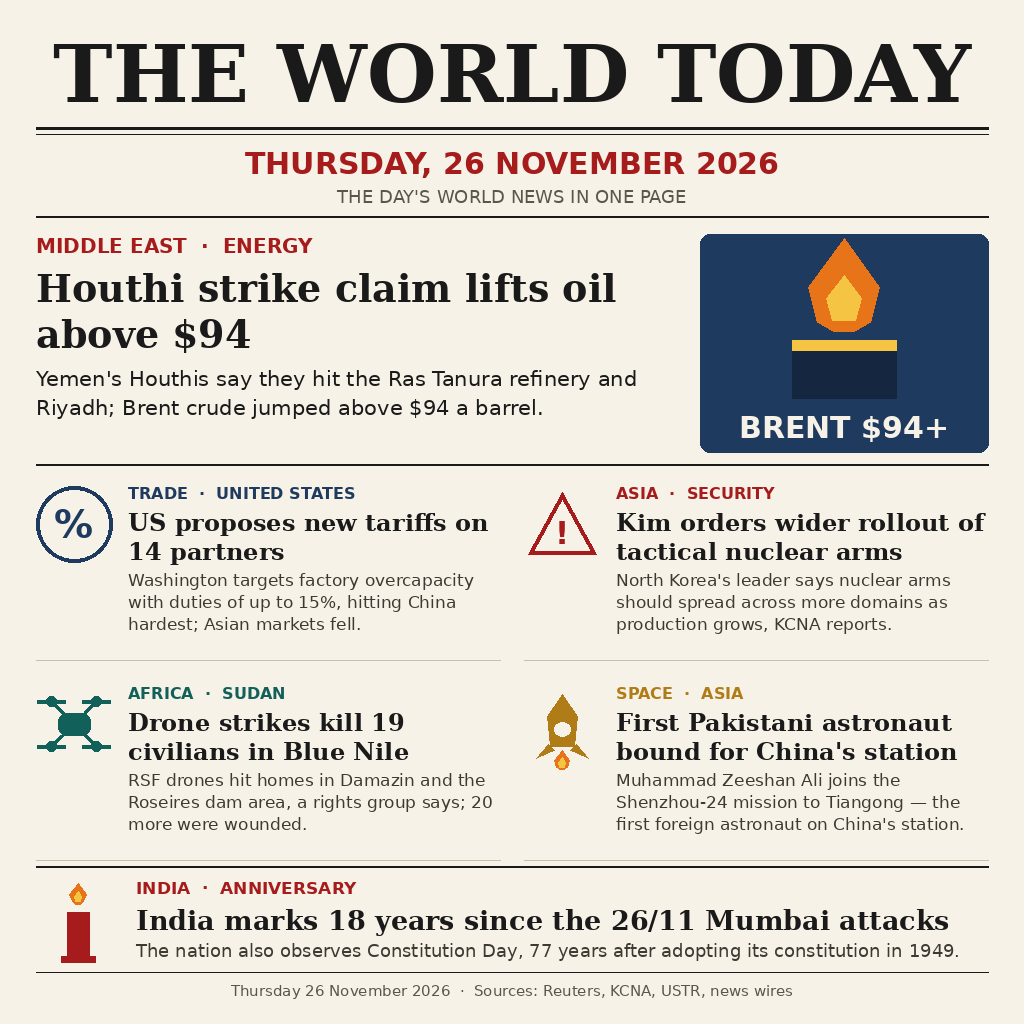 THE WORLD TODAY
THURSDAY, 26 NOVEMBER 2026
THE DAY'S WORLD NEWS IN ONE PAGE
MIDDLE EAST · ENERGY
Houthi strike claim lifts oil
above $94
Yemen's Houthis say they hit the Ras Tanura refinery and
Riyadh; Brent crude jumped above $94 a barrel.
BRENT $94+
%
TRADE · UNITED STATES
US proposes new tariffs on
14 partners
Washington targets factory overcapacity
with duties of up to 15%, hitting China
hardest; Asian markets fell.
!
ASIA · SECURITY
Kim orders wider rollout of
tactical nuclear arms
North Korea's leader says nuclear arms
should spread across more domains as
production grows, KCNA reports.
AFRICA · SUDAN
Drone strikes kill 19
civilians in Blue Nile
RSF drones hit homes in Damazin and the
Roseires dam area, a rights group says; 20
more were wounded.
SPACE · ASIA
First Pakistani astronaut
bound for China's station
Muhammad Zeeshan Ali joins the
Shenzhou-24 mission to Tiangong — the
first foreign astronaut on China's station.
INDIA · ANNIVERSARY
India marks 18 years since the 26/11 Mumbai attacks
The nation also observes Constitution Day, 77 years after adopting its constitution in 1949.
Thursday 26 November 2026 · Sources: Reuters, KCNA, USTR, news wires